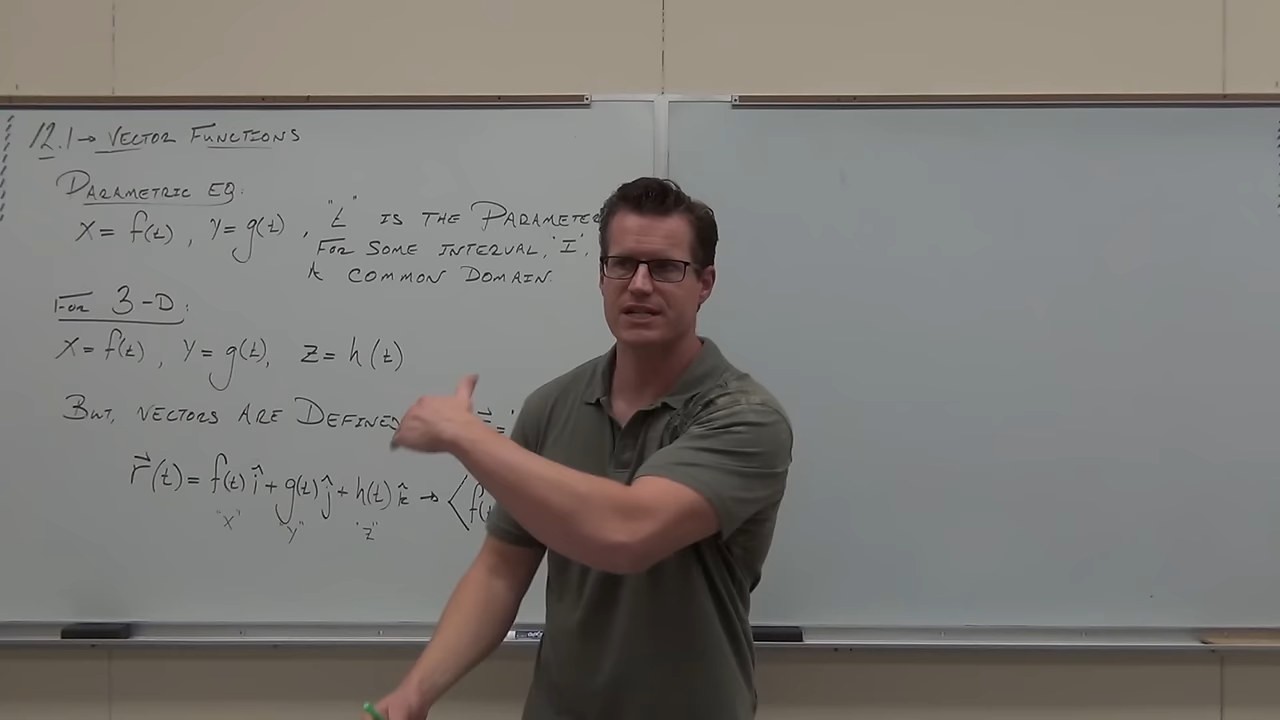 12.1→ VECTOR FUNCTIONS
PARAMETRIC EQ:
X = f(t) , Y = g(t) , "t" IS THE PARAMETER
FOR SOME INTERVAL, 'I',
A COMMON DOMAIN.
FOR 3-D:
X = f(t) , Y = g(t), Z = h(t)
BUT, VECTORS ARE DEFINED
r⃗(t) = f(t) î + g(t) ĵ + h(t) k̂ → ⟨f(
"X" "Y" "Z"